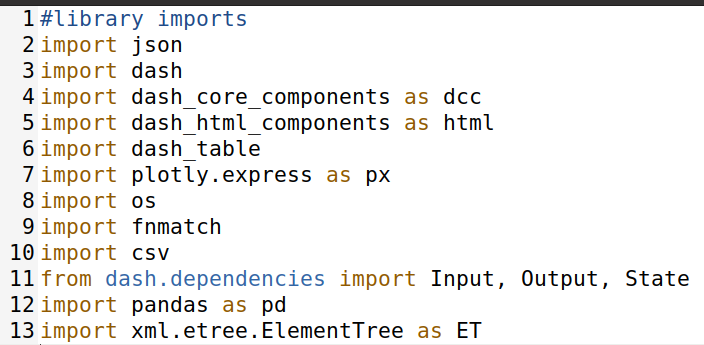 1 #library imports
2 import json
3 import dash
4 import dash_core_components as dcc
5 import dash_html_components as html
6 import dash_table
7 import plotly.express as px
8 import os
9 import fnmatch
10 import csv
11 from dash.dependencies import Input, Output, State
12 import pandas as pd
13 import xml.etree.ElementTree as ET